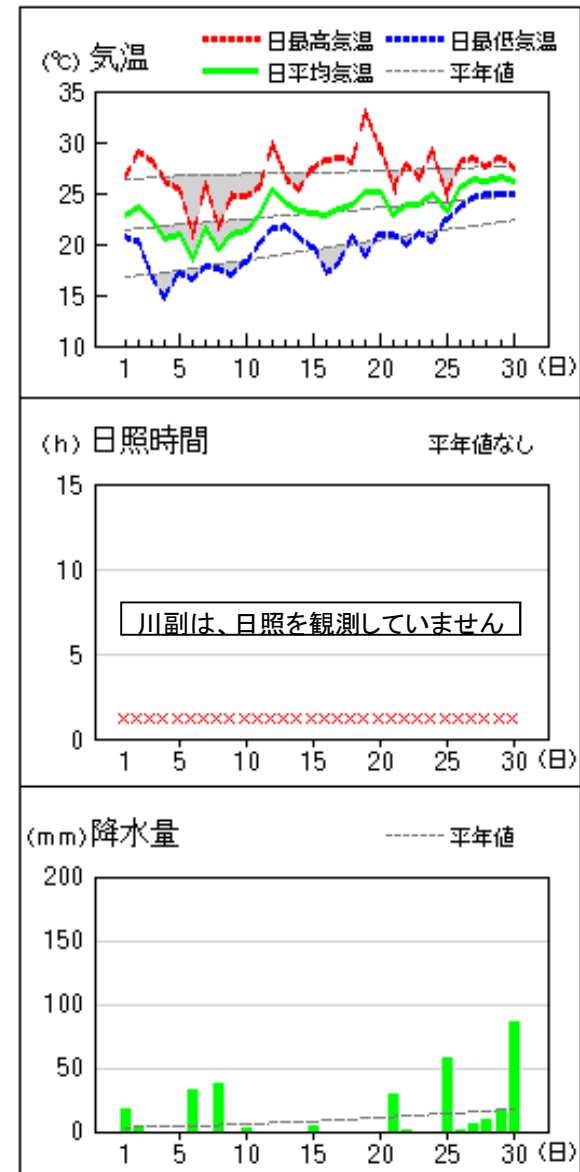 日最高気温 日最低気温
(℃) 気温
日平均気温 平年値
35
30
25
20
15
10
1 5 10 15 20 25 30 (日)
(h) 日照時間 平年値なし
15
10
川副は、日照を観測していません
5
0
1 5 10 15 20 25 30 (日)
(mm) 降水量 平年値
200
150
100
50
0
1 5 10 15 20 25 30 (日)